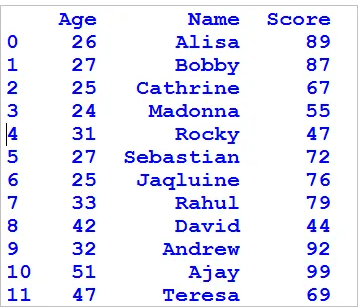 Age Name Score
0 26 Alisa 89
1 27 Bobby 87
2 25 Cathrine 67
3 24 Madonna 55
4 31 Rocky 47
5 27 Sebastian 72
6 25 Jaqluine 76
7 33 Rahul 79
8 42 David 44
9 32 Andrew 92
10 51 Ajay 99
11 47 Teresa 69